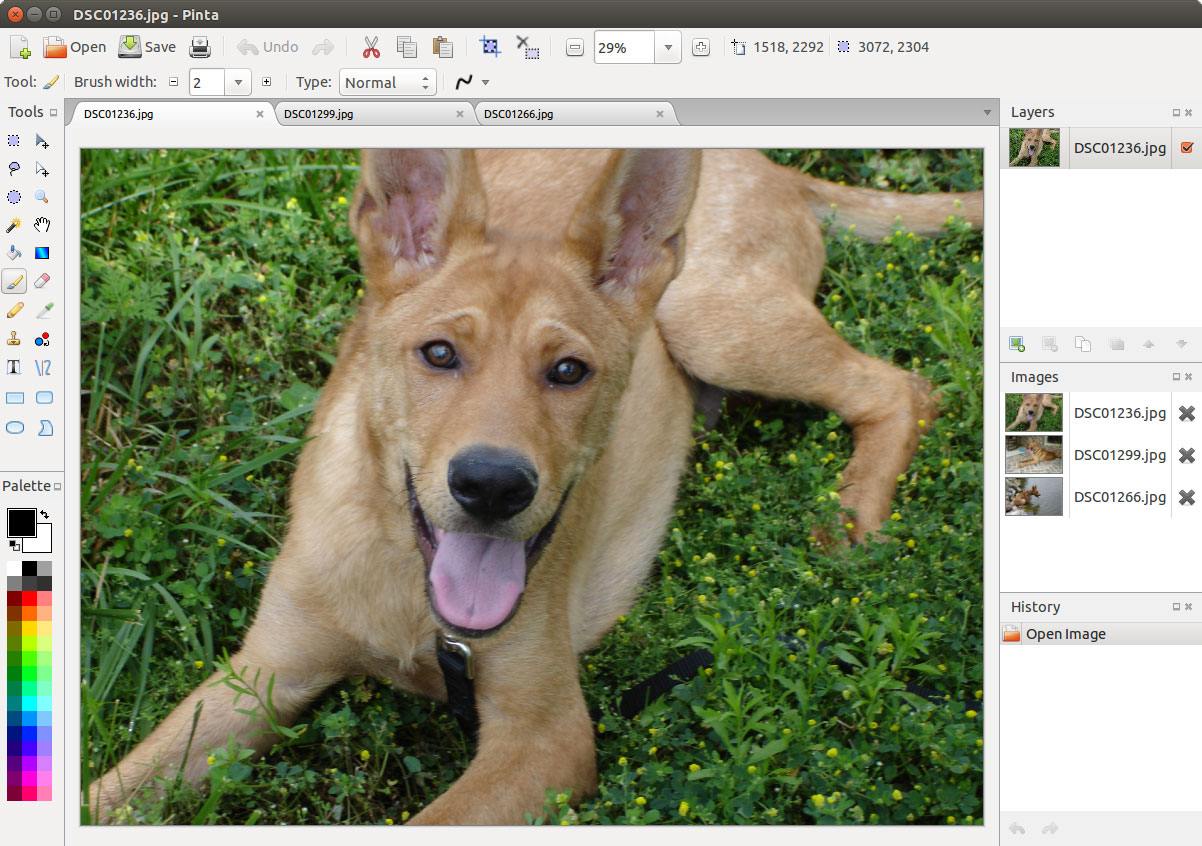 DSC01236.jpg - Pinta
Open Save Undo 29% 1518, 2292 3072, 2304
Tool: Brush width: 2 Type: Normal
Tools
DSC01236.jpg DSC01299.jpg DSC01266.jpg
Layers
DSC01236.jpg
Images
DSC01236.jpg
DSC01299.jpg
DSC01266.jpg
Palette
History
Open Image